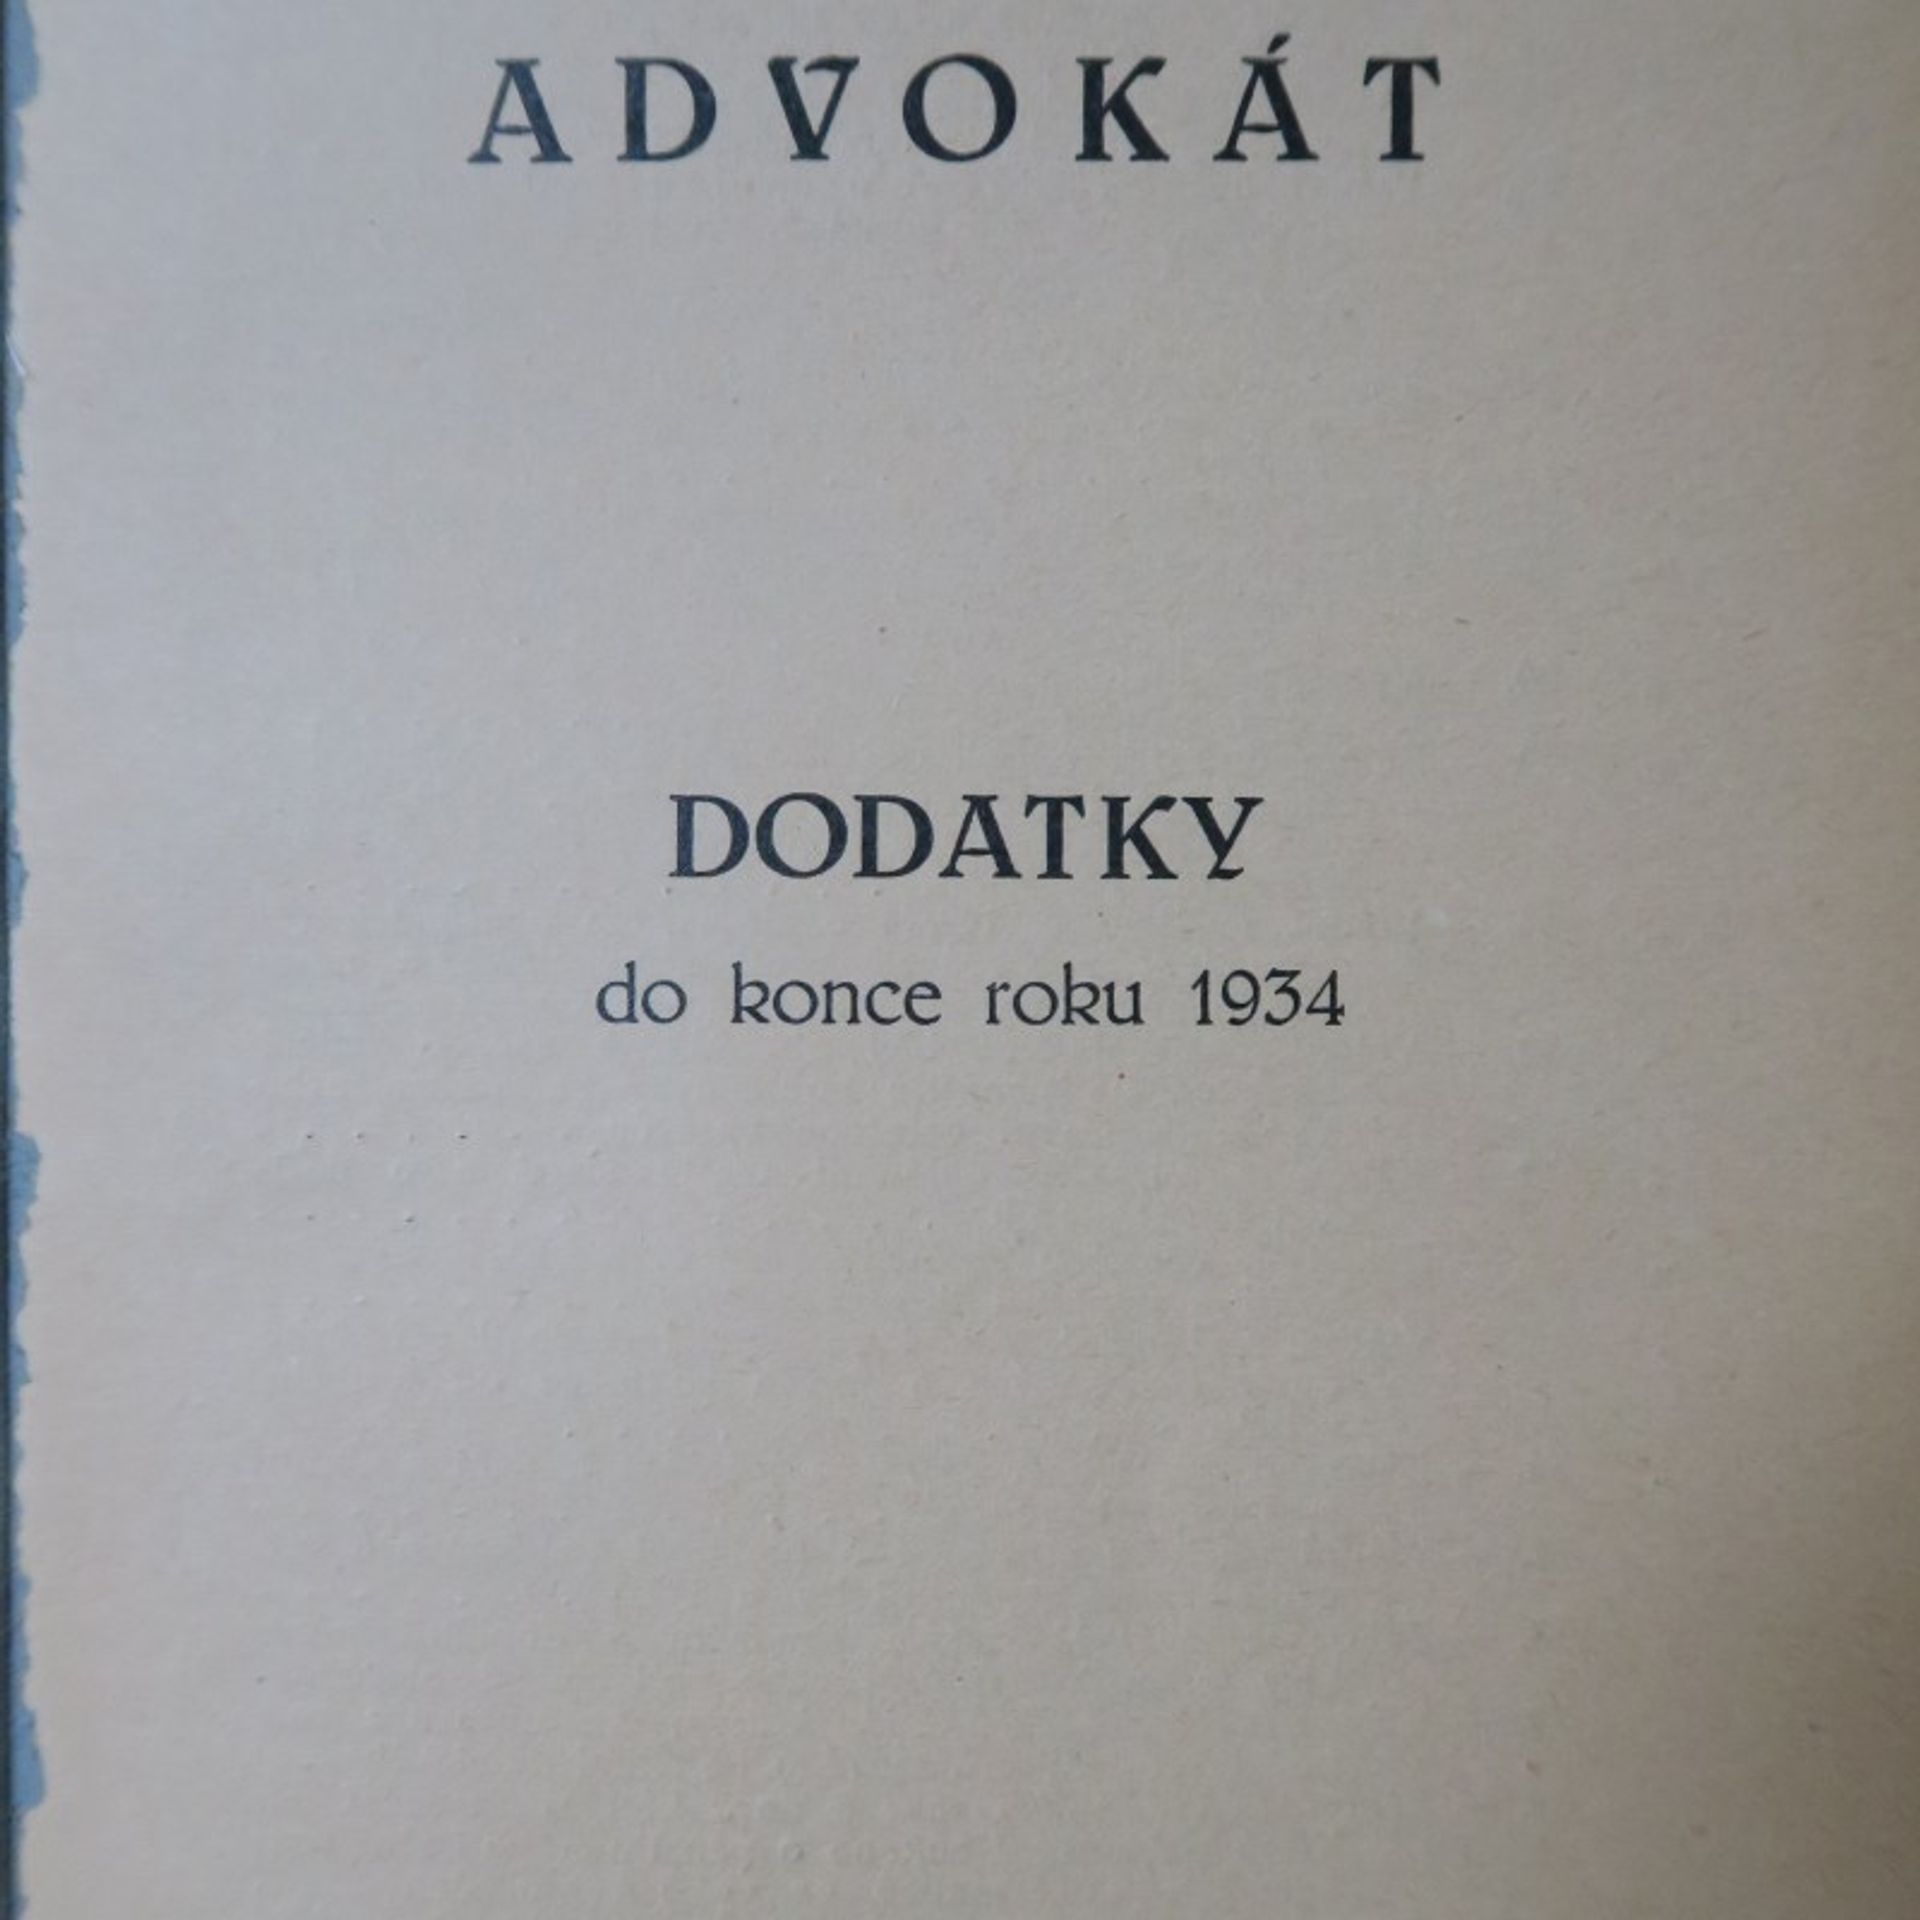 ADVOKÁT
DODATKY
do konce roku 1934